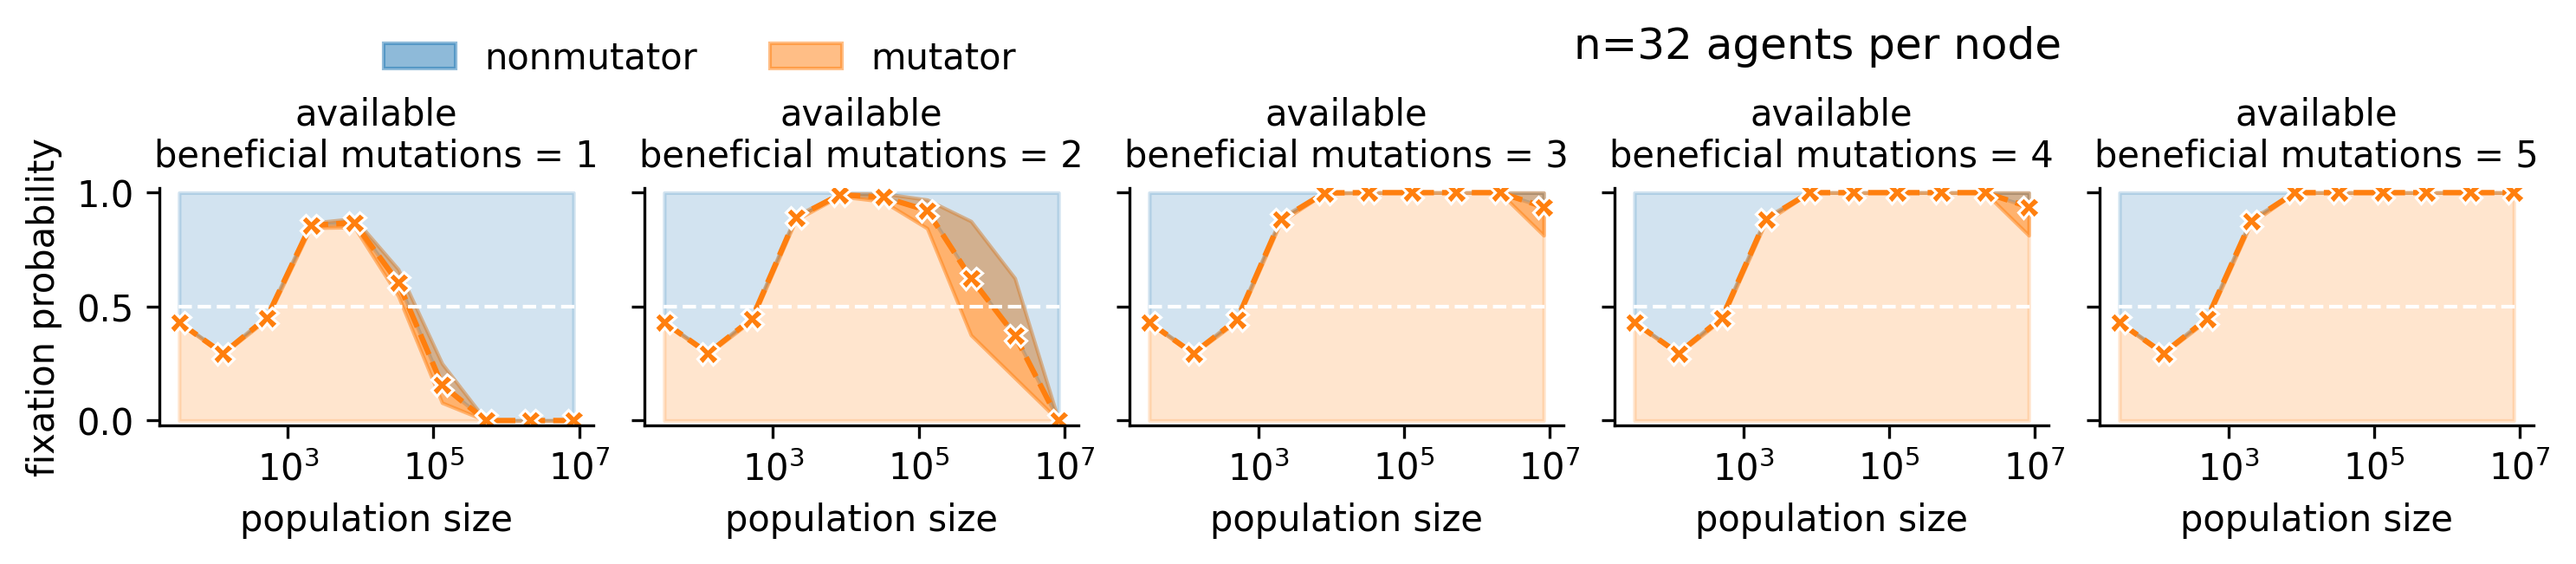 nonmutator
mutator
n=32 agents per node
available
beneficial mutations = 1
available
beneficial mutations = 2
available
beneficial mutations = 3
available
beneficial mutations = 4
available
beneficial mutations = 5
fixation probability
1.0
0.5
0.0
10³ 10⁵ 10⁷
10³ 10⁵ 10⁷
10³ 10⁵ 10⁷
10³ 10⁵ 10⁷
10³ 10⁵ 10⁷
population size
population size
population size
population size
population size